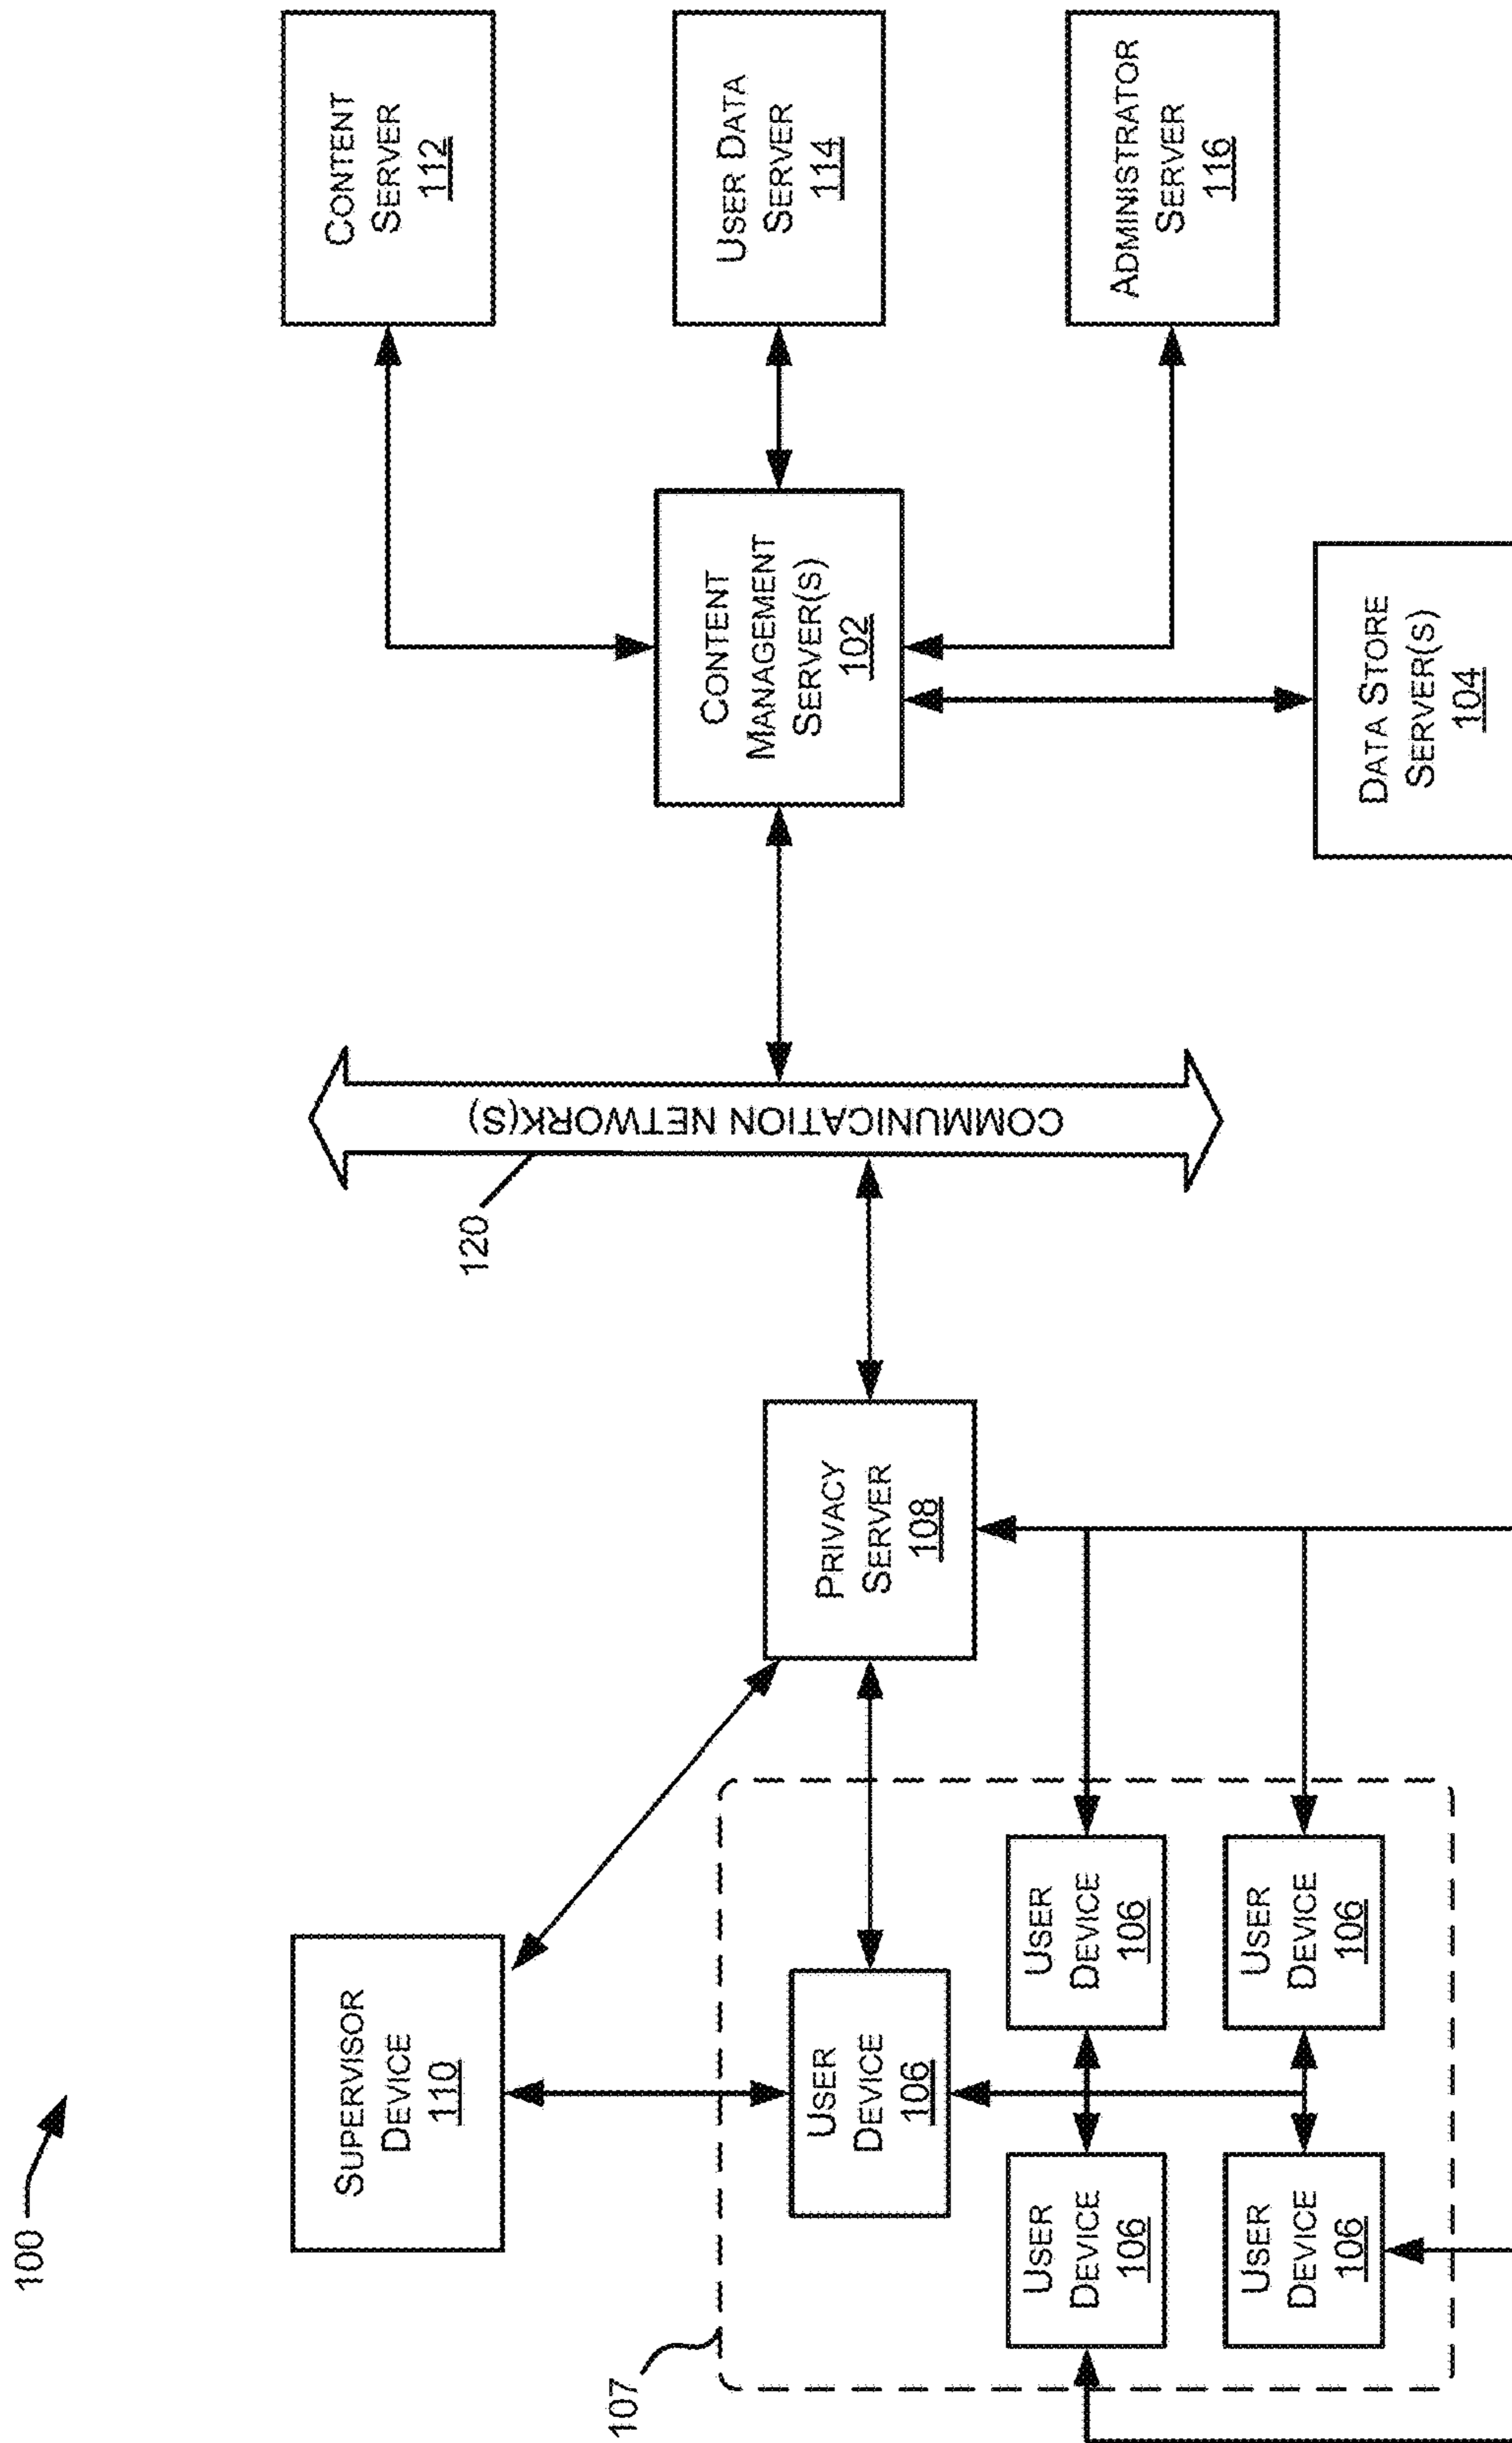 100
SUPERVISOR
DEVICE
110
107
USER
DEVICE
106
USER
DEVICE
106
USER
DEVICE
106
USER
DEVICE
106
USER
DEVICE
106
PRIVACY
SERVER
108
120
COMMUNICATION NETWORK(S)
CONTENT
MANAGEMENT
SERVER(S)
102
DATA STORE
SERVER(S)
104
CONTENT
SERVER
112
USER DATA
SERVER
114
ADMINISTRATOR
SERVER
116